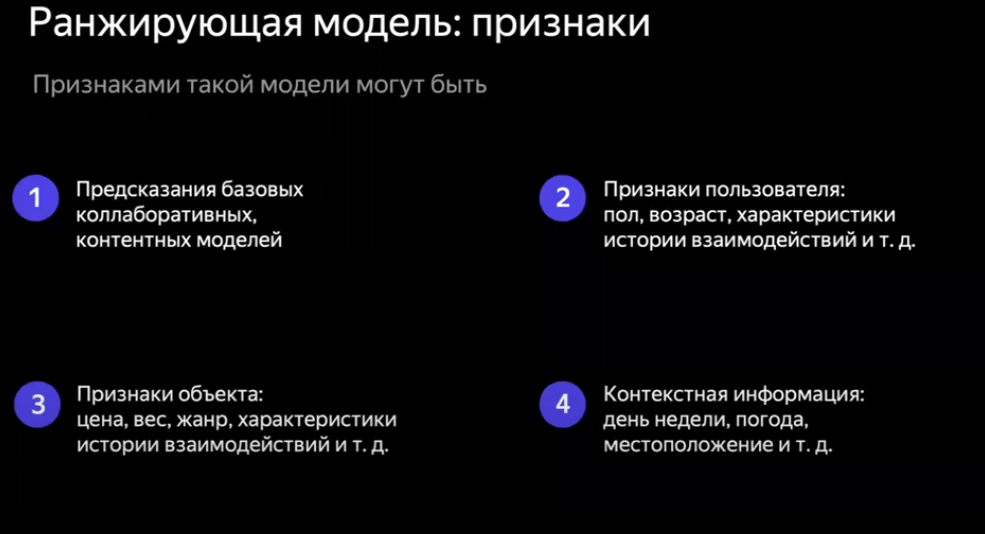 Ранжирующая модель: признаки
Признаками такой модели могут быть
1
Предсказания базовых
коллаборативных,
контентных моделей
2
Признаки пользователя:
пол, возраст, характеристики
истории взаимодействий и т. д.
3
Признаки объекта:
цена, вес, жанр, характеристики
истории взаимодействий и т. д.
4
Контекстная информация:
день недели, погода,
местоположение и т. д.